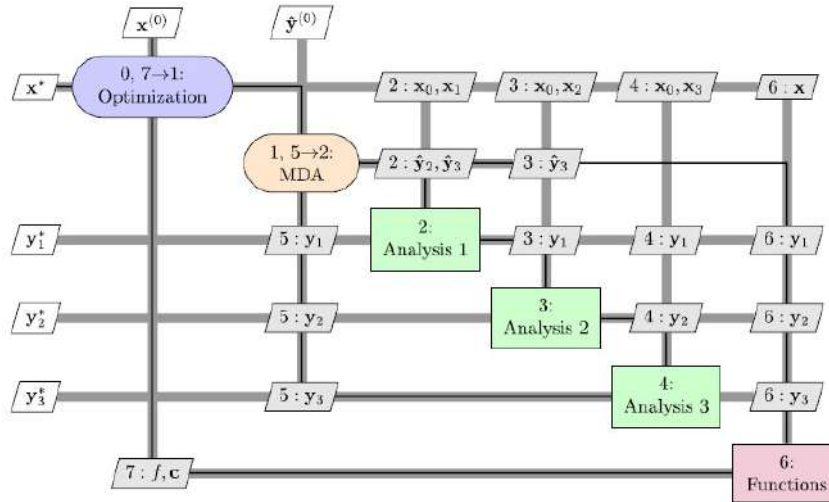 x⁽⁰⁾
ŷ⁽⁰⁾
x*
0, 7→1:
Optimization
2 : x₀, x₁
3 : x₀, x₂
4 : x₀, x₃
6 : x
1, 5→2:
MDA
2 : ŷ₂, ŷ₃
3 : ŷ₃
y₁*
5 : y₁
2:
Analysis 1
3 : y₁
4 : y₁
6 : y₁
y₂*
5 : y₂
3:
Analysis 2
4 : y₂
6 : y₂
y₃*
5 : y₃
4:
Analysis 3
6 : y₃
7 : f, c
6:
Functions